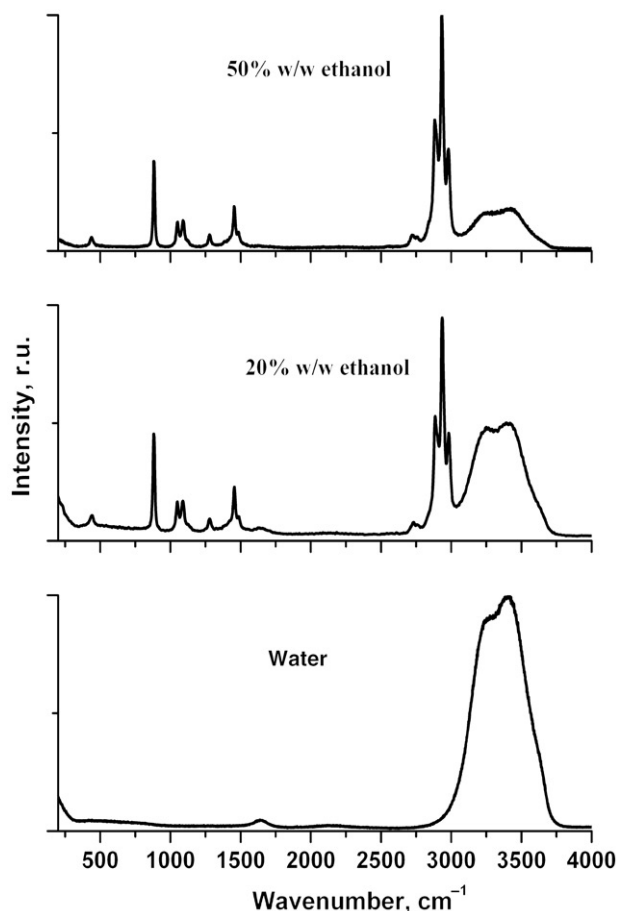 50% w/w ethanol
20% w/w ethanol
Intensity, r.u.
Water
500 1000 1500 2000 2500 3000 3500 4000
Wavenumber, cm⁻¹